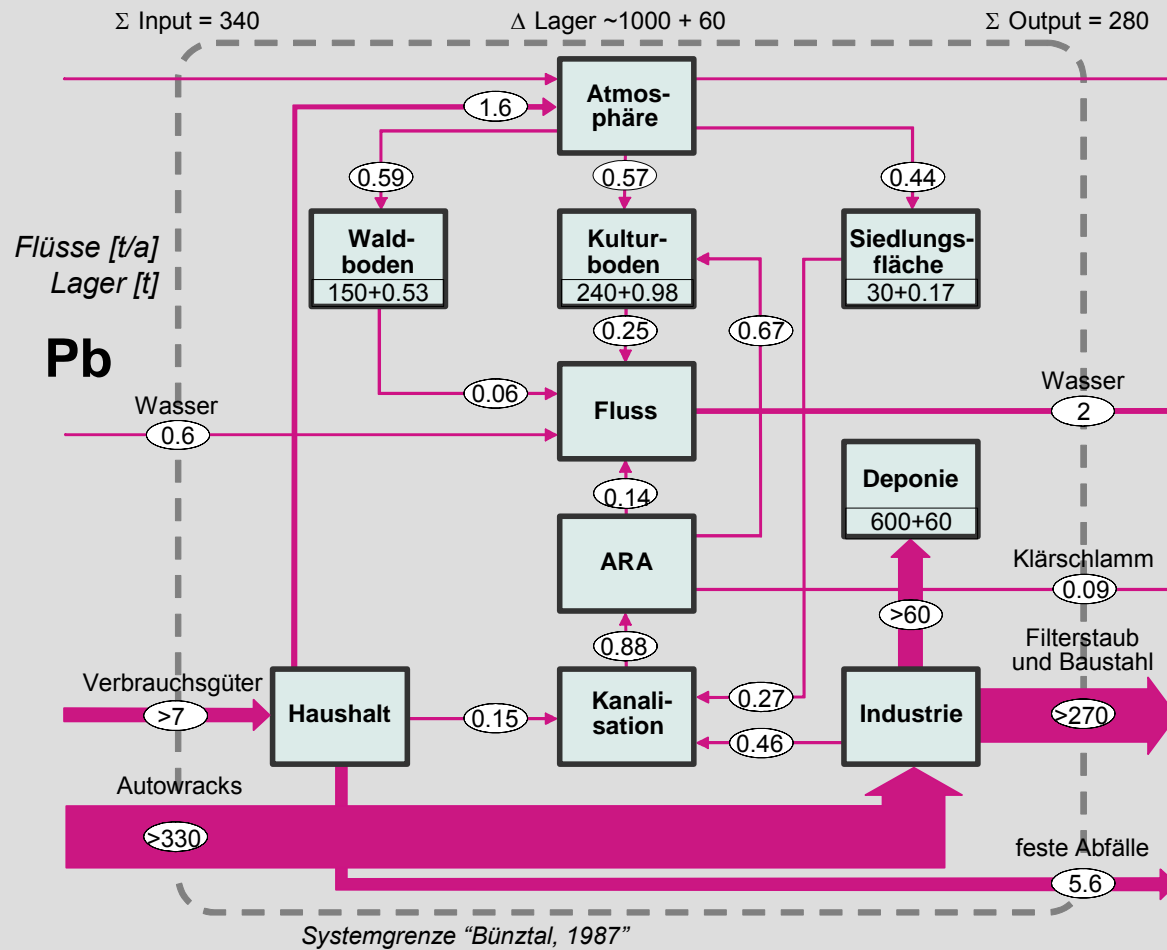 Σ Input = 340
Δ Lager ~1000 + 60
Σ Output = 280
Atmos-
phäre
1.6
0.59
0.57
0.44
Flüsse [t/a]
Lager [t]
Wald-
boden
150+0.53
Kultur-
boden
240+0.98
Siedlungs-
fläche
30+0.17
Pb
0.25
0.67
Wasser
0.6
0.06
Fluss
Wasser
2
0.14
Deponie
600+60
ARA
Klärschlamm
0.09
>60
0.88
Filterstaub
und Baustahl
>270
Verbrauchsgüter
>7
Haushalt
0.15
Kanali-
sation
0.27
0.46
Industrie
Autowracks
>330
feste Abfälle
5.6
Systemgrenze “Bünztal, 1987”